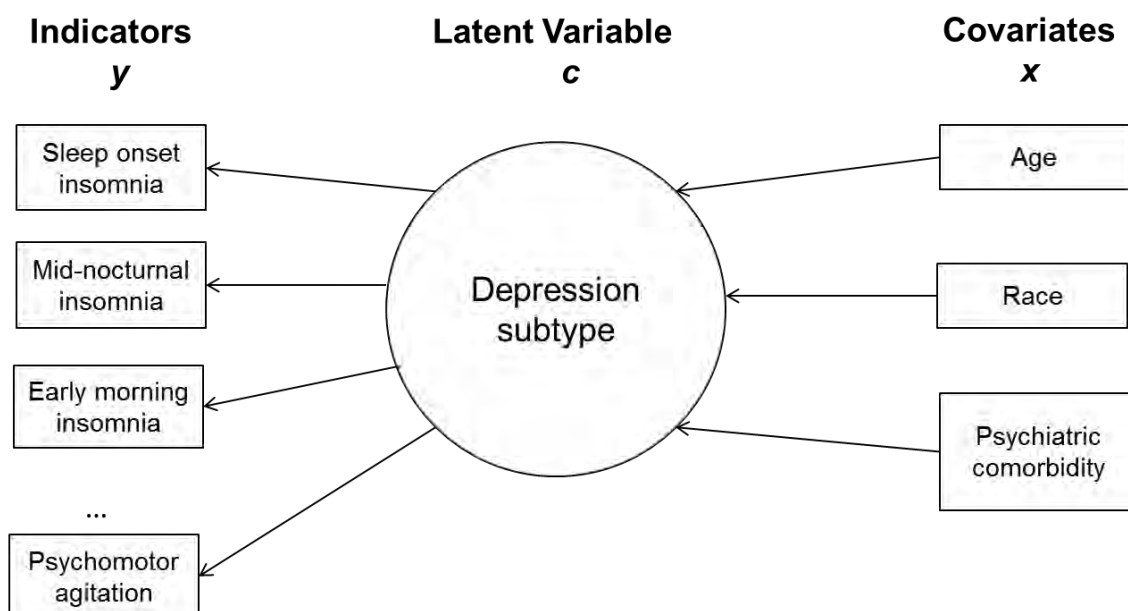 Indicators
y
Latent Variable
c
Covariates
x
Sleep onset
insomnia
Mid-nocturnal
insomnia
Early morning
insomnia
...
Psychomotor
agitation
Depression
subtype
Age
Race
Psychiatric
comorbidity